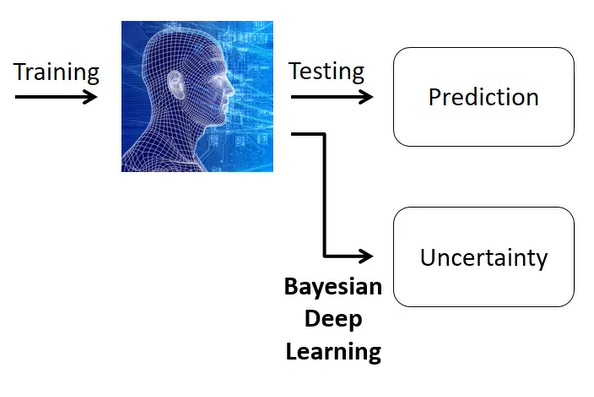 Training
Testing
Prediction
Uncertainty
Bayesian
Deep
Learning